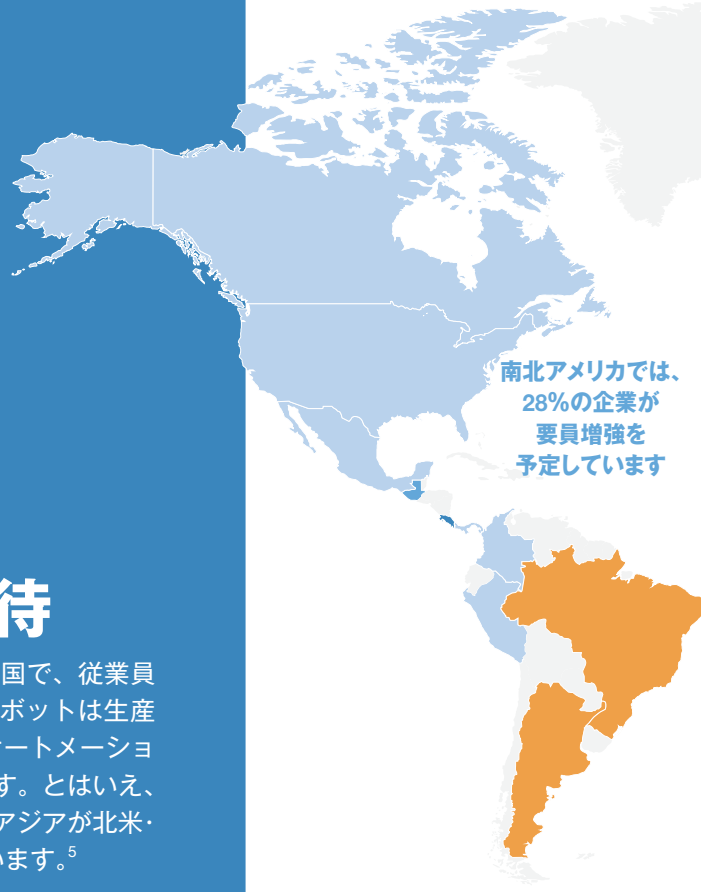 南北アメリカでは、
28%の企業が
要員増強を
予定しています
待
国で、従業員
ボットは生産
ートメーショ
す。とはいえ、
アジアが北米・
います。5